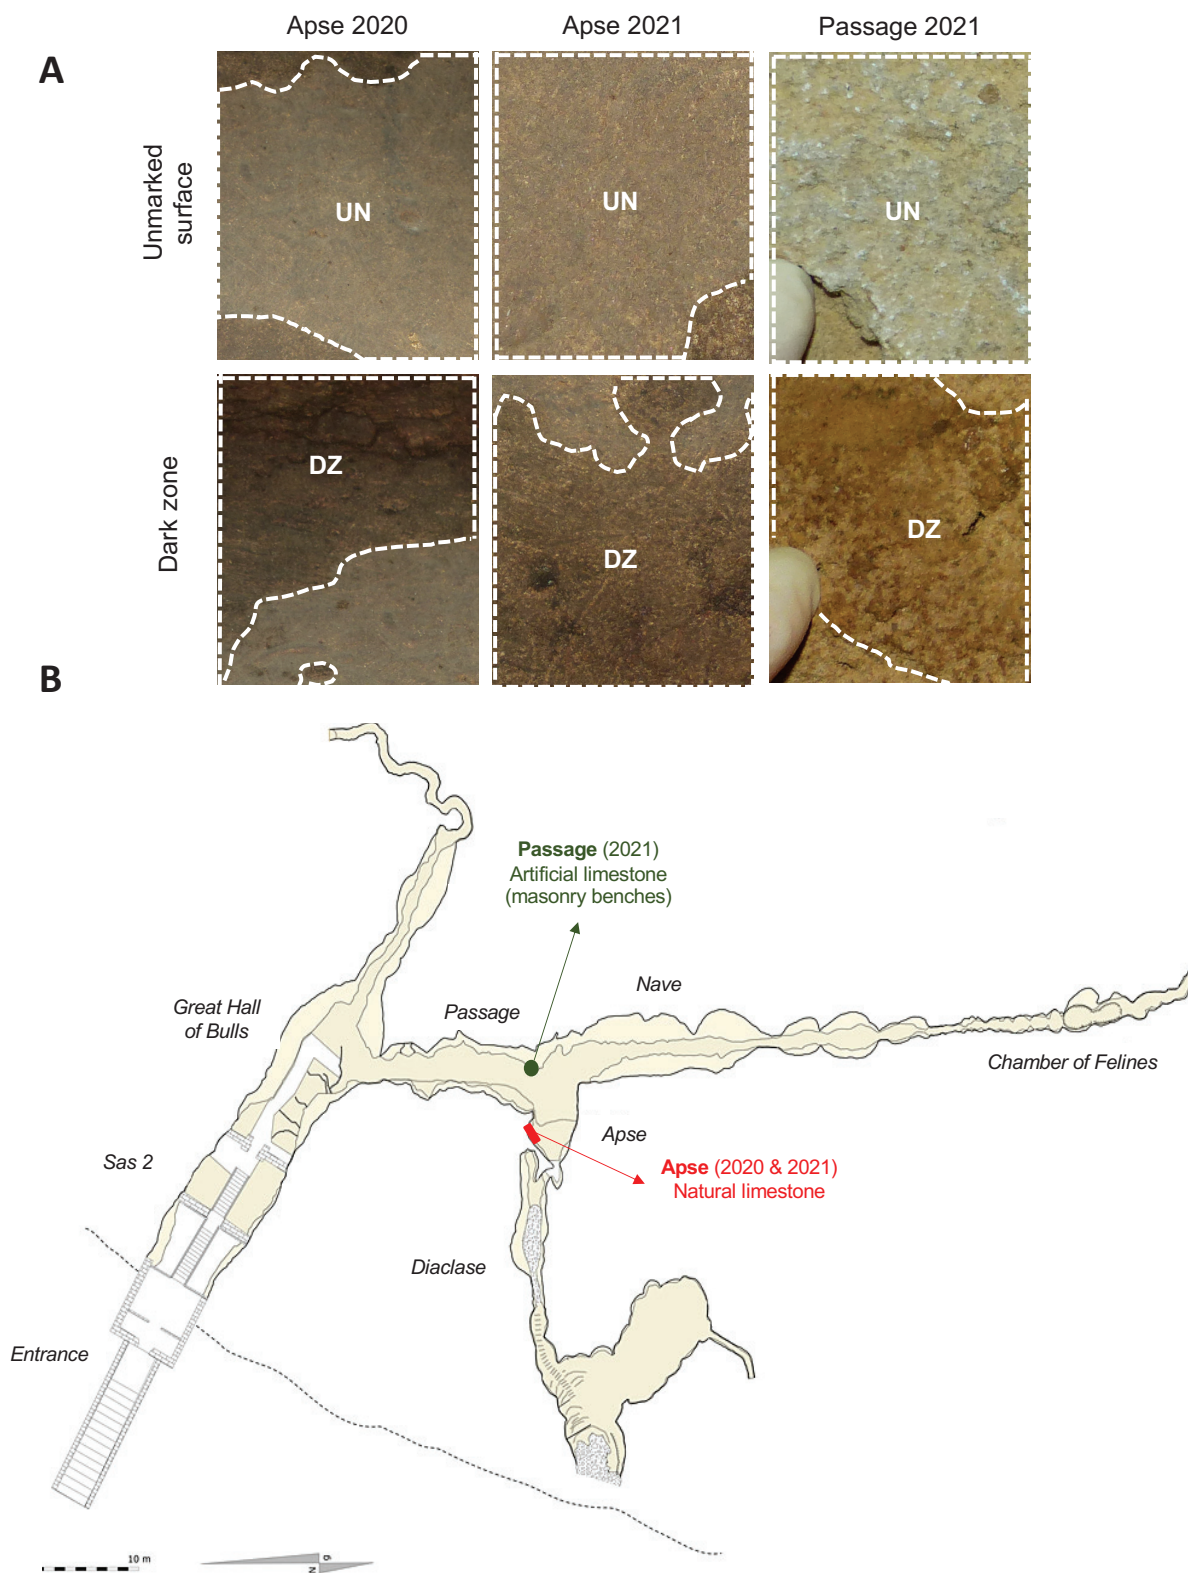 Apse 2020
Apse 2021
Passage 2021
A
Unmarked
surface
UN
UN
UN
Dark zone
DZ
DZ
DZ
B
Passage (2021)
Artificial limestone
(masonry benches)
Great Hall
of Bulls
Passage
Nave
Chamber of Felines
Sas 2
Apse
Apse (2020 & 2021)
Natural limestone
Diaclase
Entrance
10 m
N